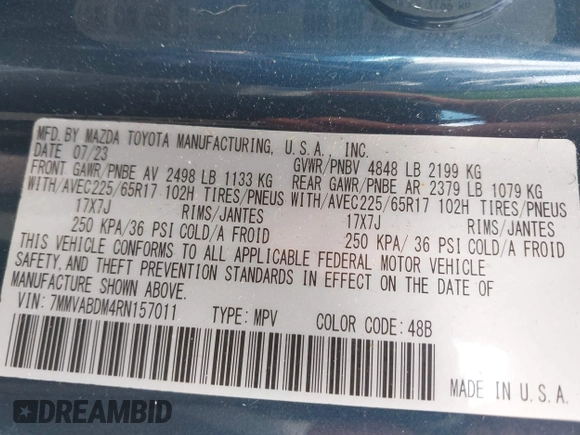 MFD. BY MAZDA TOYOTA MANUFACTURING, U.S.A., INC.
DATE 07/23 GVWR/PNBV 4848 LB 2199 KG
FRONT GAWR/PNBE AV 2498 LB 1133 KG REAR GAWR/PNBE AR 2379 LB 1079 KG
WITH/AVEC225/65R17 102H TIRES/PNEUS WITH/AVEC225/65R17 102H TIRES/PNEUS
17X7J RIMS/JANTES 17X7J RIMS/JANTES
250 KPA/36 PSI COLD/A FROID 250 KPA/36 PSI COLD/A FROID
THIS VEHICLE CONFORMS TO ALL APPLICABLE FEDERAL MOTOR VEHICLE
SAFETY, AND THEFT PREVENTION STANDARDS IN EFFECT ON THE DATE OF
MANUFACTURE SHOWN ABOVE.
VIN: 7MMVABDM4RN157011 TYPE: MPV COLOR CODE: 48B
MADE IN U.S.A.
DREAMBID